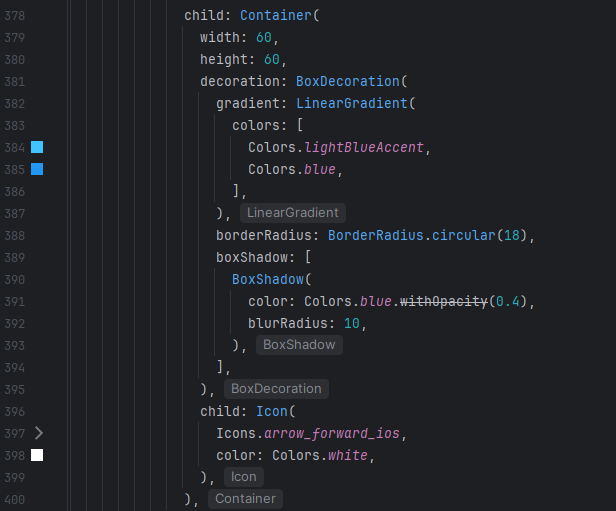 378 child: Container(
379 width: 60,
380 height: 60,
381 decoration: BoxDecoration(
382 gradient: LinearGradient(
383 colors: [
384 Colors.lightBlueAccent,
385 Colors.blue,
386 ],
387 ), LinearGradient
388 borderRadius: BorderRadius.circular(18),
389 boxShadow: [
390 BoxShadow(
391 color: Colors.blue.withOpacity(0.4),
392 blurRadius: 10,
393 ), BoxShadow
394 ],
395 ), BoxDecoration
396 child: Icon(
397 Icons.arrow_forward_ios,
398 color: Colors.white,
399 ), Icon
400 ), Container